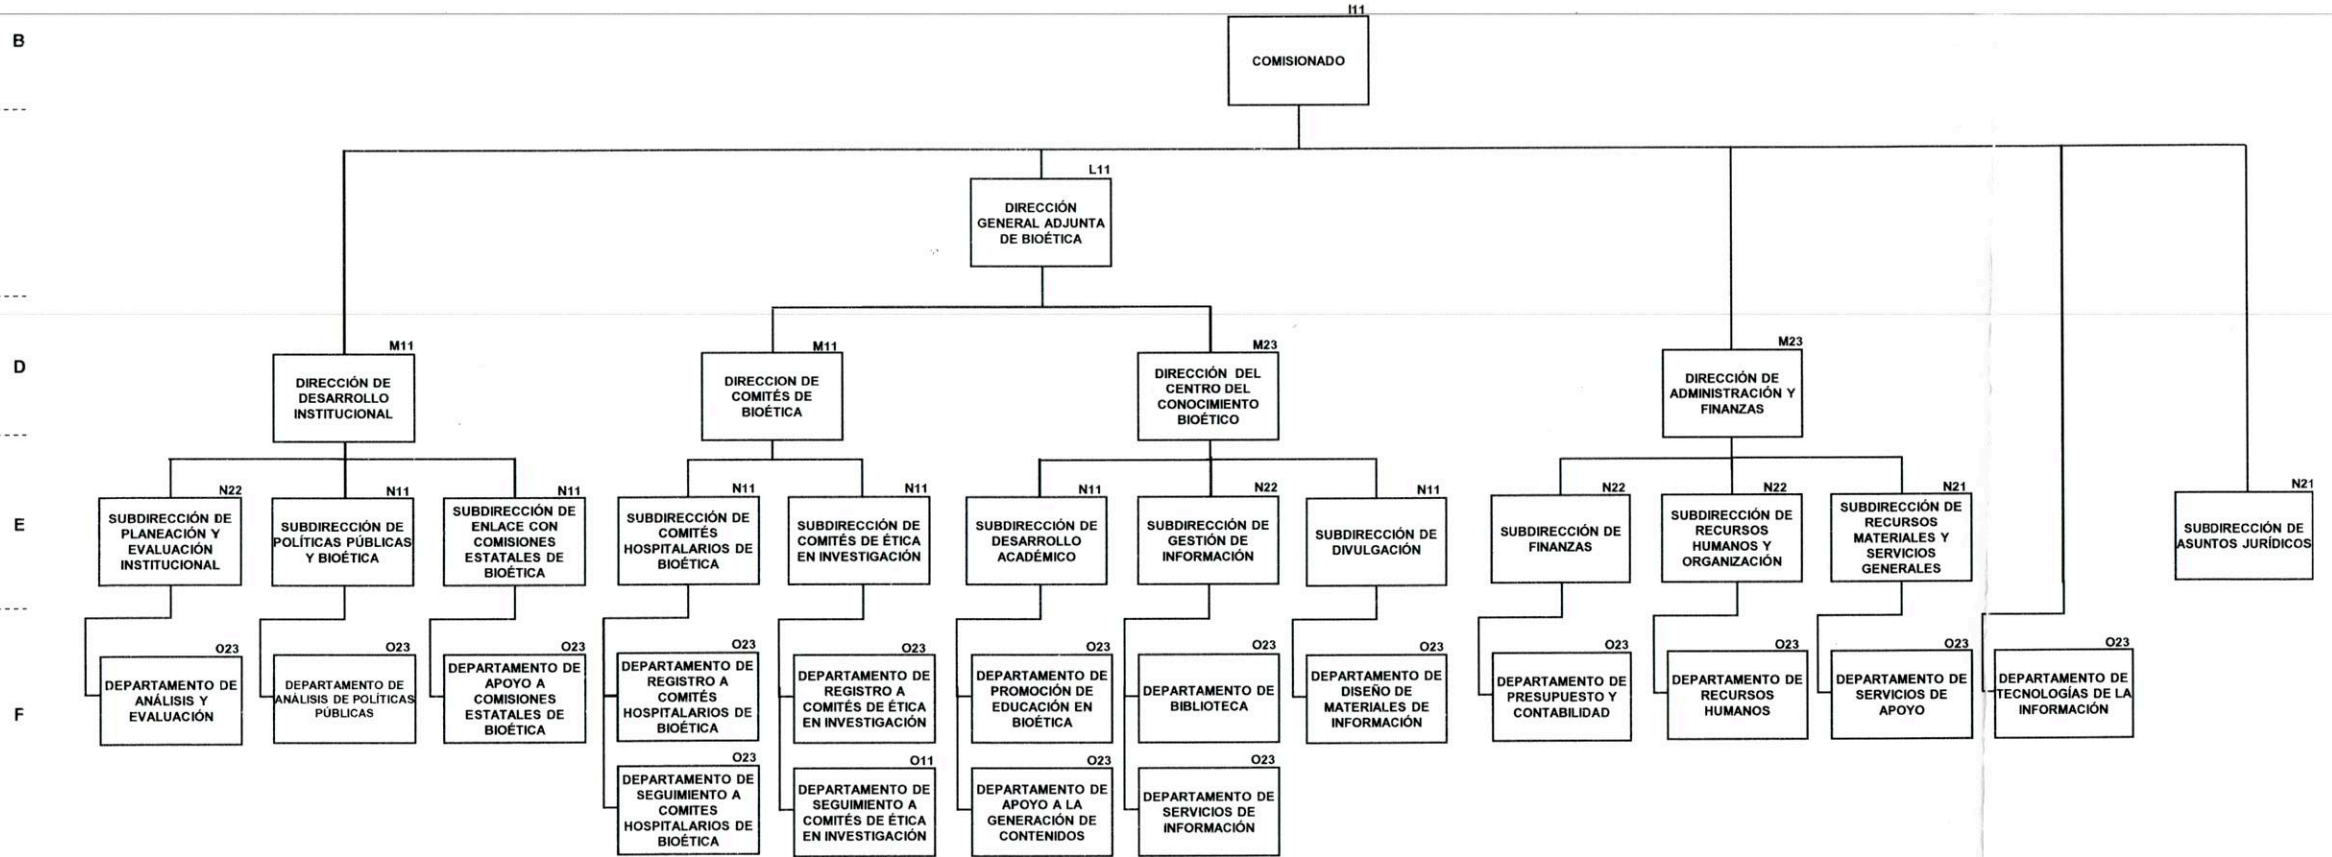 I11
B
COMISIONADO
L11
DIRECCIÓN
GENERAL ADJUNTA
DE BIOÉTICA
D
M11
DIRECCIÓN DE
DESARROLLO
INSTITUCIONAL
M11
DIRECCION DE
COMITÉS DE
BIOÉTICA
M23
DIRECCIÓN DEL
CENTRO DEL
CONOCIMIENTO
BIOÉTICO
M23
DIRECCIÓN DE
ADMINISTRACIÓN Y
FINANZAS
E
N22
SUBDIRECCIÓN DE
PLANEACIÓN Y
EVALUACIÓN
INSTITUCIONAL
N11
SUBDIRECCIÓN DE
POLÍTICAS PÚBLICAS
Y BIOÉTICA
N11
SUBDIRECCIÓN DE
ENLACE CON
COMISIONES
ESTATALES DE
BIOÉTICA
N11
SUBDIRECCIÓN DE
COMITÉS
HOSPITALARIOS DE
BIOÉTICA
N11
SUBDIRECCIÓN DE
COMITÉS DE ÉTICA
EN INVESTIGACIÓN
N11
SUBDIRECCIÓN DE
DESARROLLO
ACADÉMICO
N22
SUBDIRECCIÓN DE
GESTIÓN DE
INFORMACIÓN
N11
SUBDIRECCIÓN DE
DIVULGACIÓN
N22
SUBDIRECCIÓN DE
FINANZAS
N22
SUBDIRECCIÓN DE
RECURSOS
HUMANOS Y
ORGANIZACIÓN
N21
SUBDIRECCIÓN DE
RECURSOS
MATERIALES Y
SERVICIOS
GENERALES
N21
SUBDIRECCIÓN DE
ASUNTOS JURÍDICOS
F
O23
DEPARTAMENTO DE
ANÁLISIS Y
EVALUACIÓN
O23
DEPARTAMENTO DE
ANÁLISIS DE POLÍTICAS
PÚBLICAS
O23
DEPARTAMENTO DE
APOYO A
COMISIONES
ESTATALES DE
BIOÉTICA
O23
DEPARTAMENTO DE
REGISTRO A
COMITÉS
HOSPITALARIOS DE
BIOÉTICA
O23
DEPARTAMENTO DE
REGISTRO A
COMITÉS DE ÉTICA
EN INVESTIGACIÓN
O23
DEPARTAMENTO DE
PROMOCIÓN DE
EDUCACIÓN EN
BIOÉTICA
O23
DEPARTAMENTO DE
BIBLIOTECA
O23
DEPARTAMENTO DE
DISEÑO DE
MATERIALES DE
INFORMACIÓN
O23
DEPARTAMENTO DE
PRESUPUESTO Y
CONTABILIDAD
O23
DEPARTAMENTO DE
RECURSOS
HUMANOS
O23
DEPARTAMENTO DE
SERVICIOS DE
APOYO
O23
DEPARTAMENTO DE
TECNOLOGÍAS DE LA
INFORMACIÓN
O23
DEPARTAMENTO DE
SEGUIMIENTO A
COMITES
HOSPITALARIOS DE
BIOÉTICA
O11
DEPARTAMENTO DE
SEGUIMIENTO A
COMITÉS DE ÉTICA
EN INVESTIGACIÓN
O23
DEPARTAMENTO DE
APOYO A LA
GENERACIÓN DE
CONTENIDOS
O23
DEPARTAMENTO DE
SERVICIOS DE
INFORMACIÓN